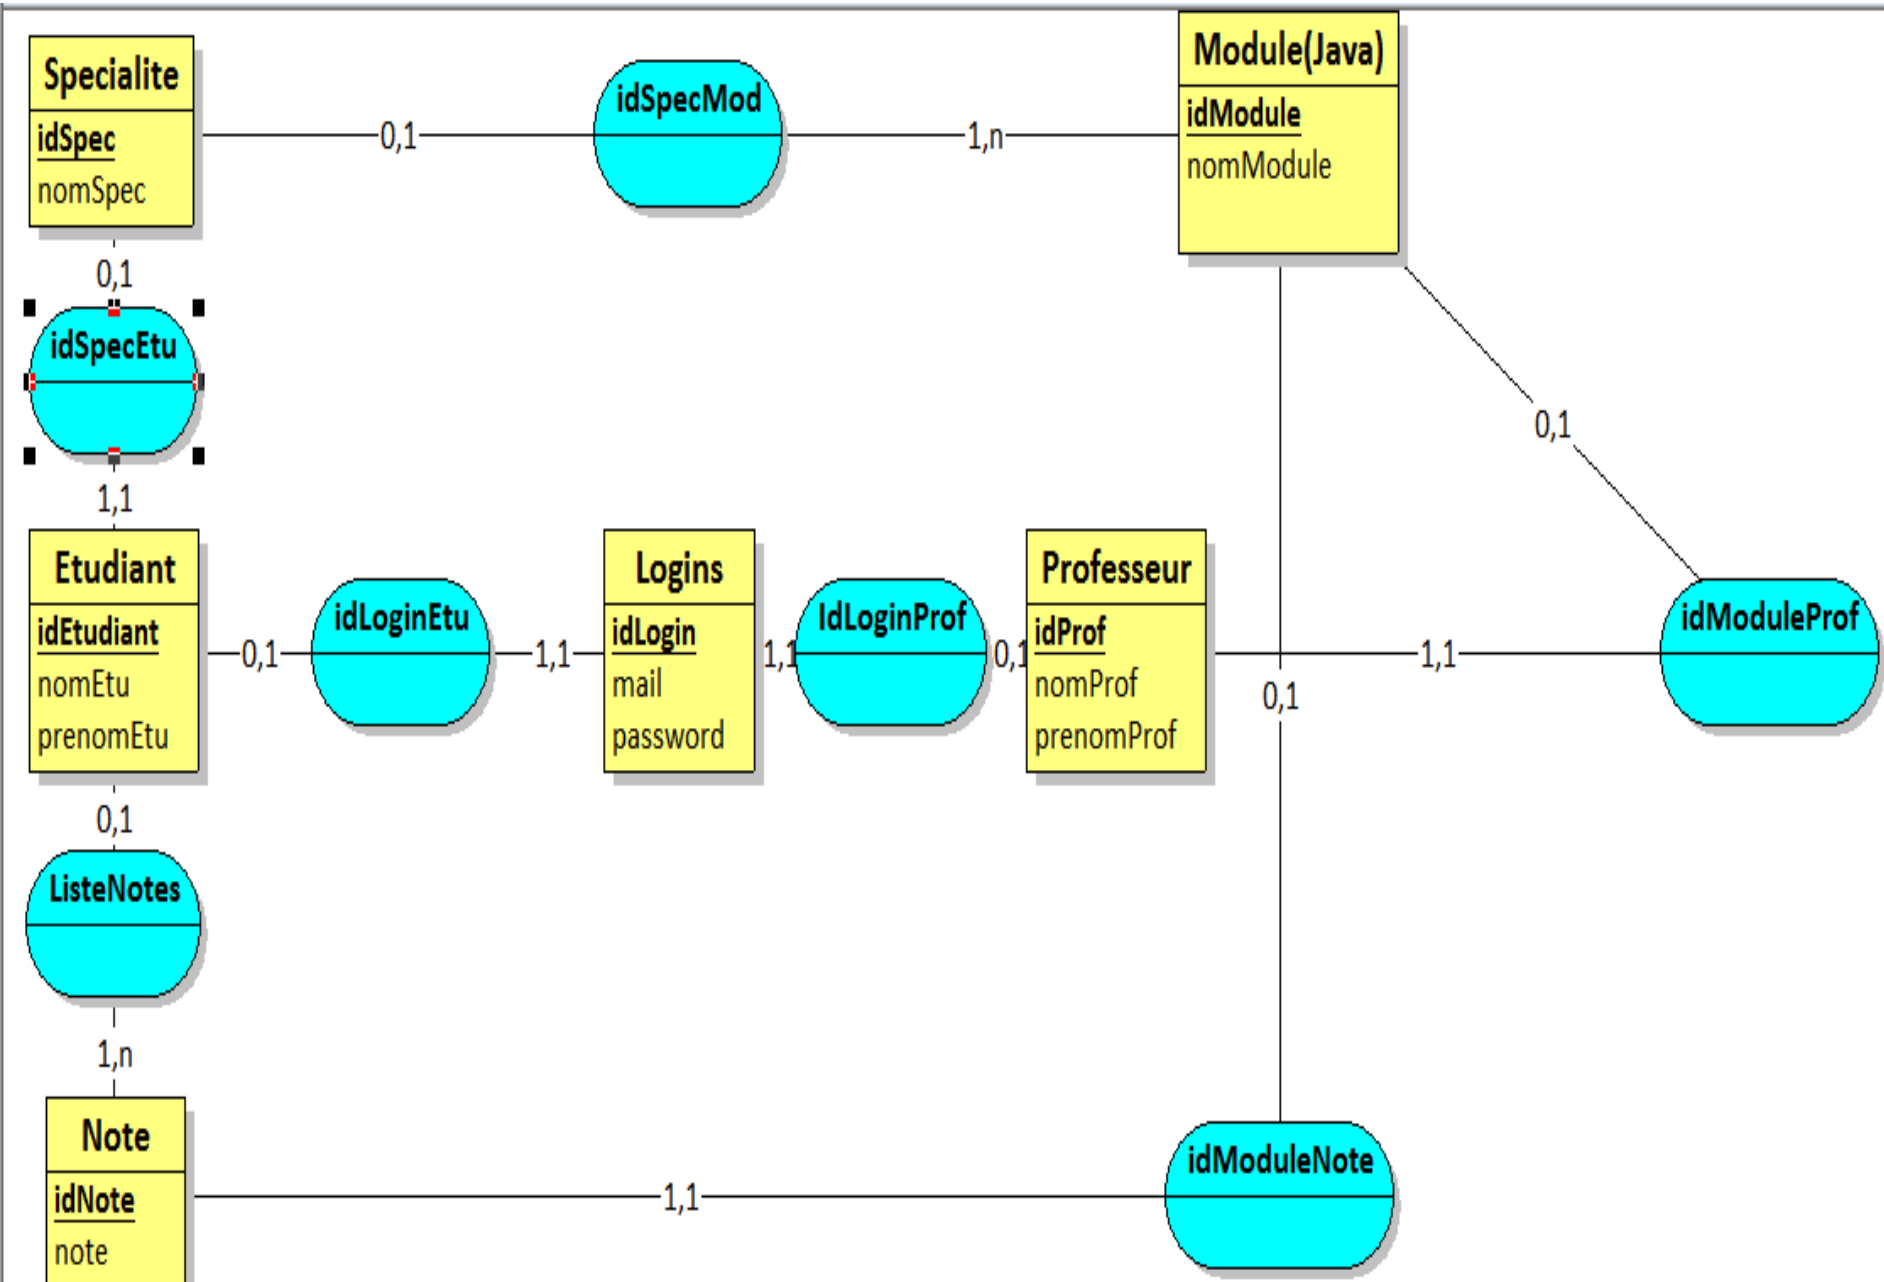 Module(Java)
idModule
nomModule
Specialite
idSpec
nomSpec
0,1
idSpecMod
1,n
0,1
idSpecEtu
1,1
0,1
Etudiant
idEtudiant
nomEtu
prenomEtu
0,1
idLoginEtu
1,1
Logins
idLogin
mail
password
1,1
IdLoginProf
0,1
Professeur
idProf
nomProf
prenomProf
1,1
idModuleProf
0,1
0,1
ListeNotes
1,n
Note
idNote
note
1,1
idModuleNote